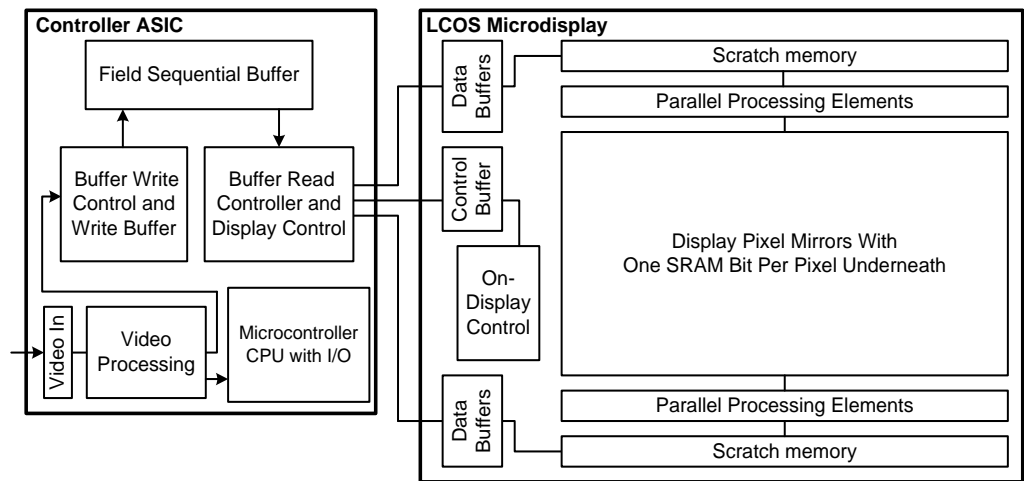 Controller ASIC
Field Sequential Buffer
Buffer Write
Control and
Write Buffer
Buffer Read
Controller and
Display Control
Video In
Video
Processing
Microcontroller
CPU with I/O
LCOS Microdisplay
Data
Buffers
Control
Buffer
On-
Display
Control
Data
Buffers
Scratch memory
Parallel Processing Elements
Display Pixel Mirrors With
One SRAM Bit Per Pixel Underneath
Parallel Processing Elements
Scratch memory